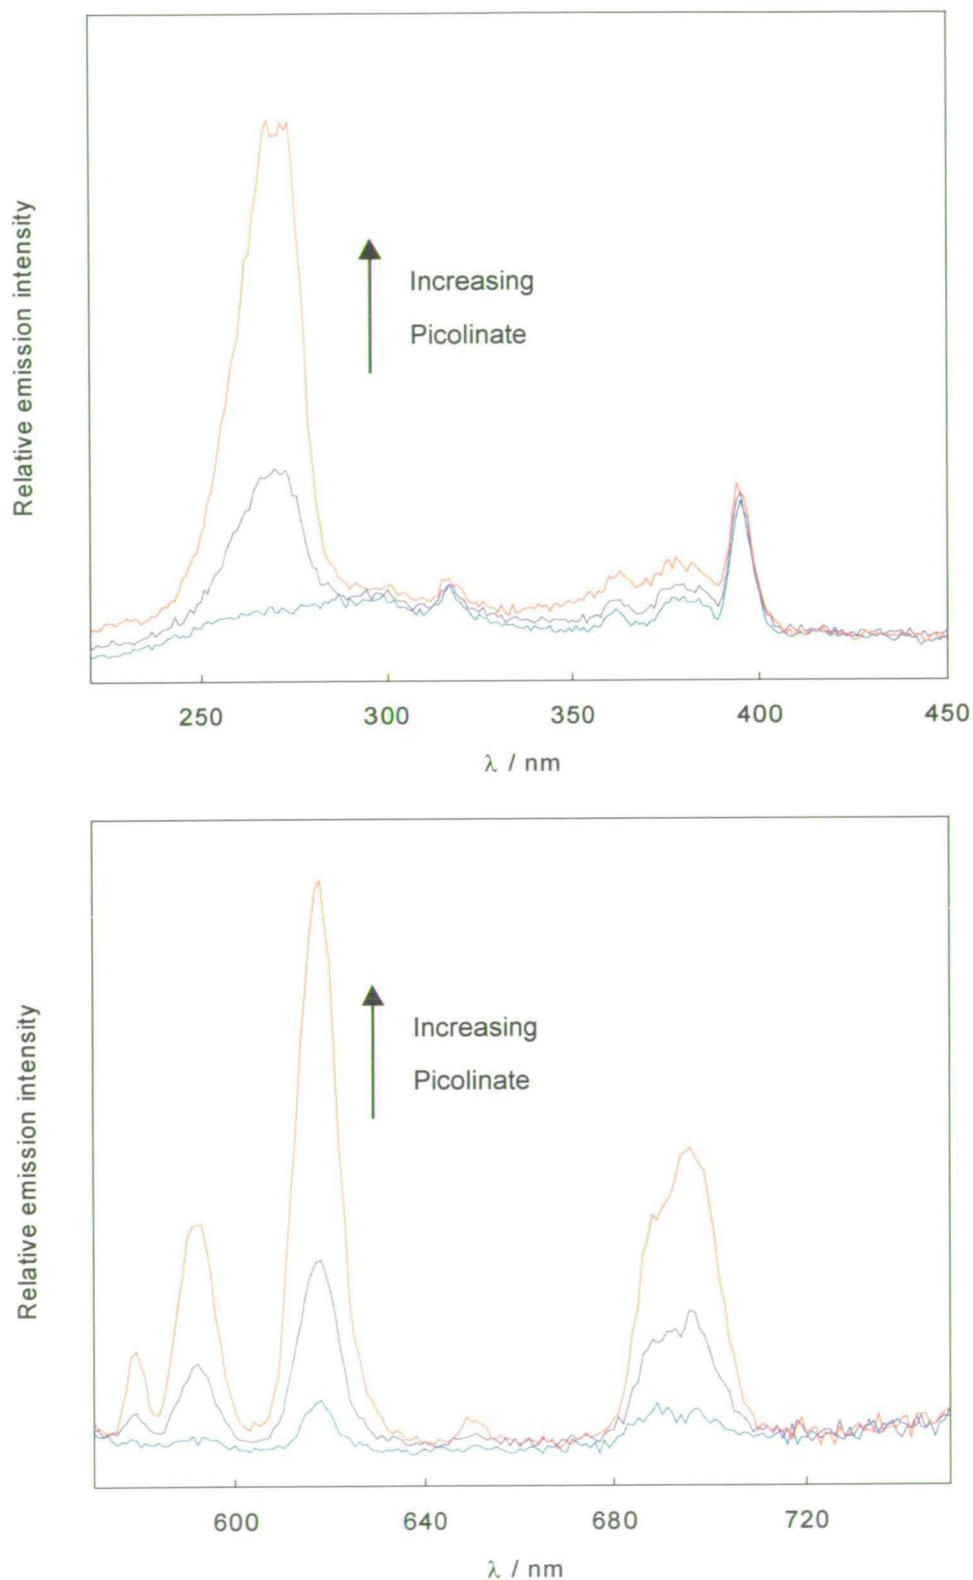 Relative emission intensity
Increasing
Picolinate
250 300 350 400 450
λ / nm
Relative emission intensity
Increasing
Picolinate
600 640 680 720
λ / nm